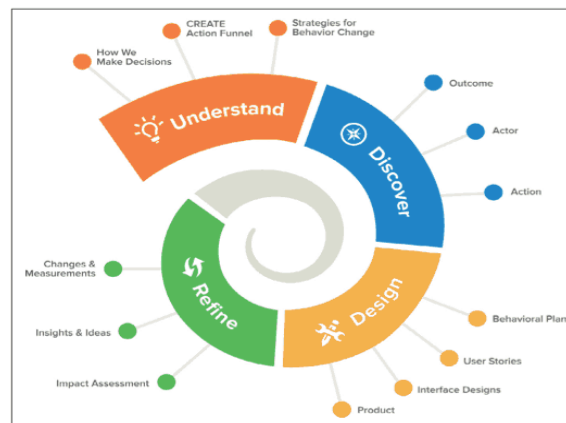 CREATE
Action Funnel
Strategies for
Behavior Change
How We
Make Decisions
Understand
Outcome
Actor
Action
Discover
Behavioral Plan
User Stories
Interface Designs
Product
Design
Impact Assessment
Insights & Ideas
Changes &
Measurements
Refine